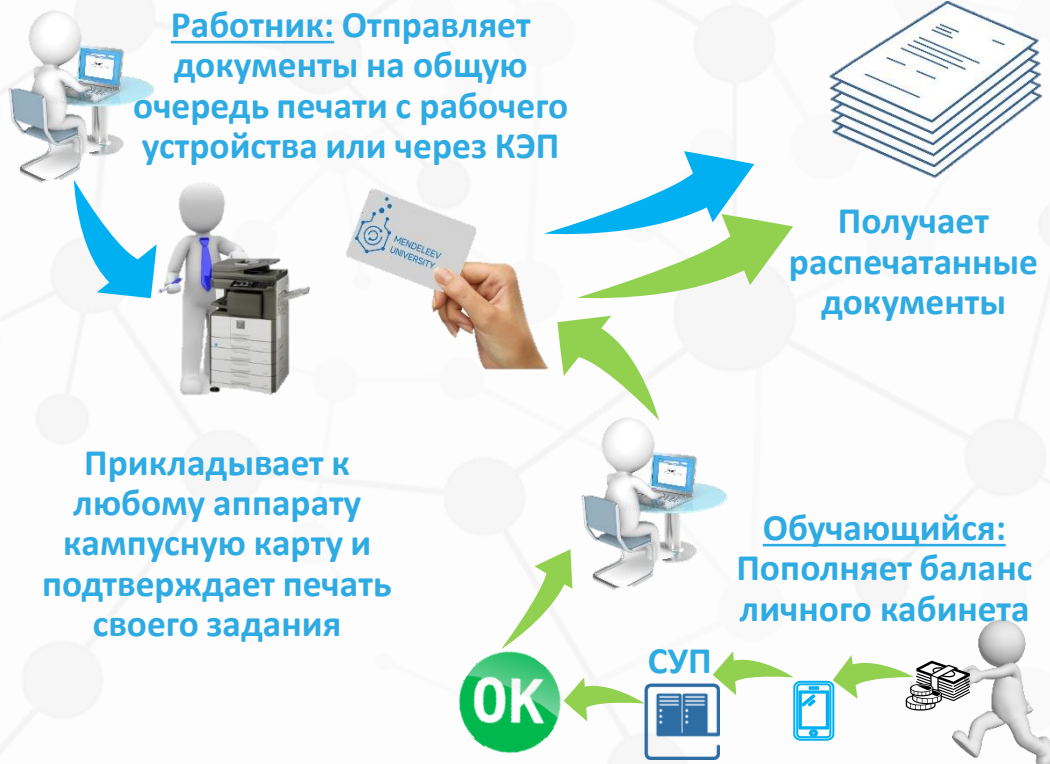 Работник: Отправляет
документы на общую
очередь печати с рабочего
устройства или через КЭП
MENDELEEV
UNIVERSITY
Получает
распечатанные
документы
Прикладывает к
любому аппарату
кампусную карту и
подтверждает печать
своего задания
Обучающийся:
Пополняет баланс
личного кабинета
СУП
OK